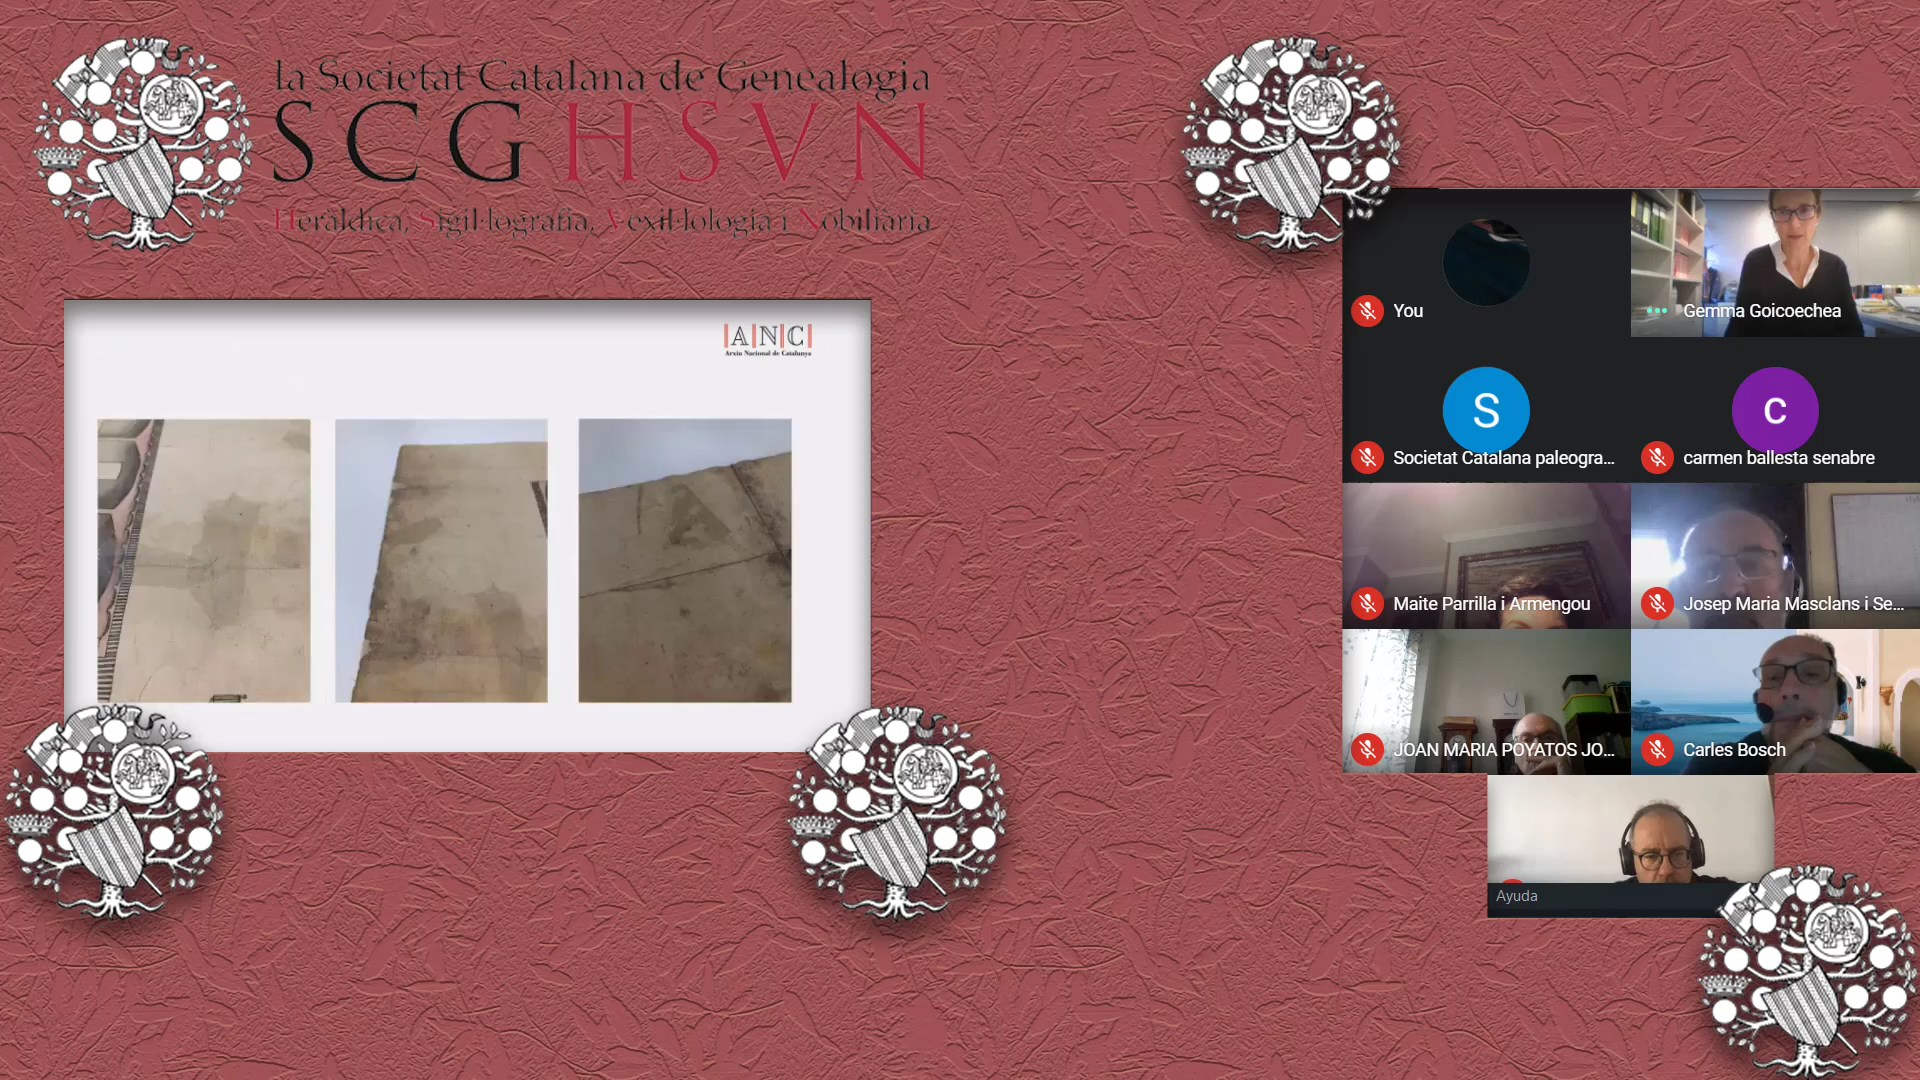 la Societat Catalana de Genealogia
SCGHSVN
Heràldica, Sigil·lografia, Vexil·lologia i Nobiliària
|A|N|C|
Arxiu Nacional de Catalunya
You
Gemma Goicoechea
S
Societat Catalana paleogra...
c
carmen ballesta senabre
Maite Parrilla i Armengou
Josep Maria Masclans i Se...
JOAN MARIA POYATOS JO...
Carles Bosch
Ayuda